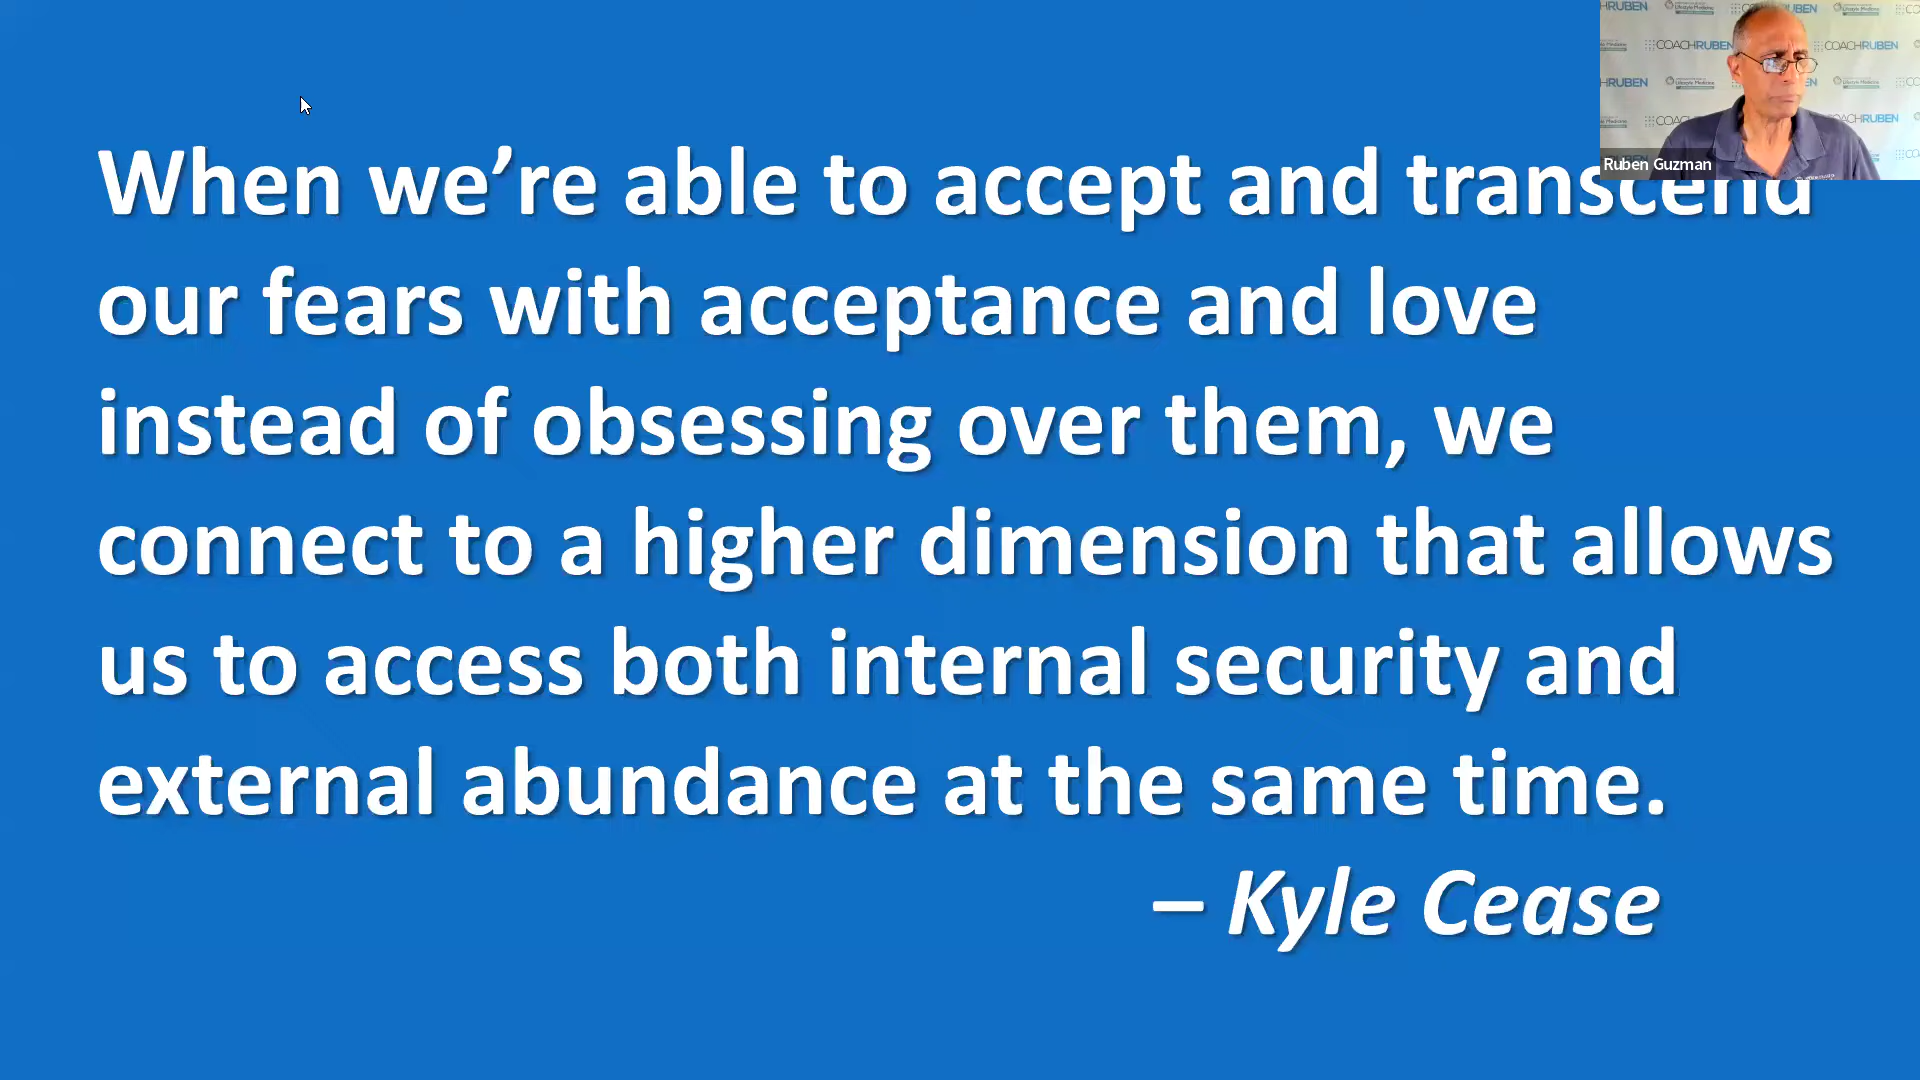 When we’re able to accept and transcend
our fears with acceptance and love
instead of obsessing over them, we
connect to a higher dimension that allows
us to access both internal security and
external abundance at the same time.
– Kyle Cease
Ruben Guzman
COACHRUBEN
COACHRUBEN
Lifestyle Medicine